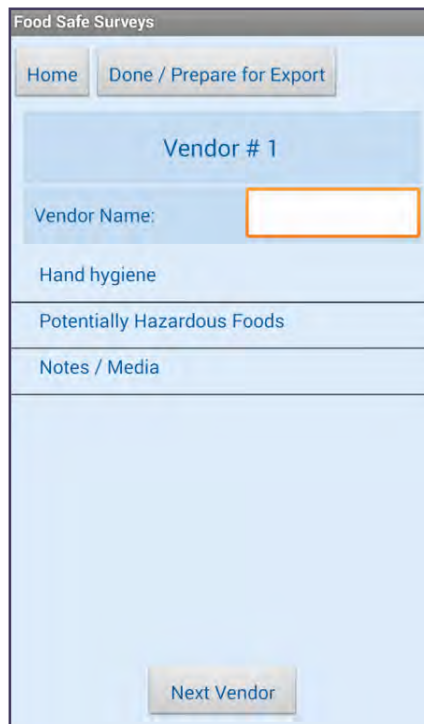 Food Safe Surveys
Home Done / Prepare for Export
Vendor # 1
Vendor Name:
Hand hygiene
Potentially Hazardous Foods
Notes / Media
Next Vendor